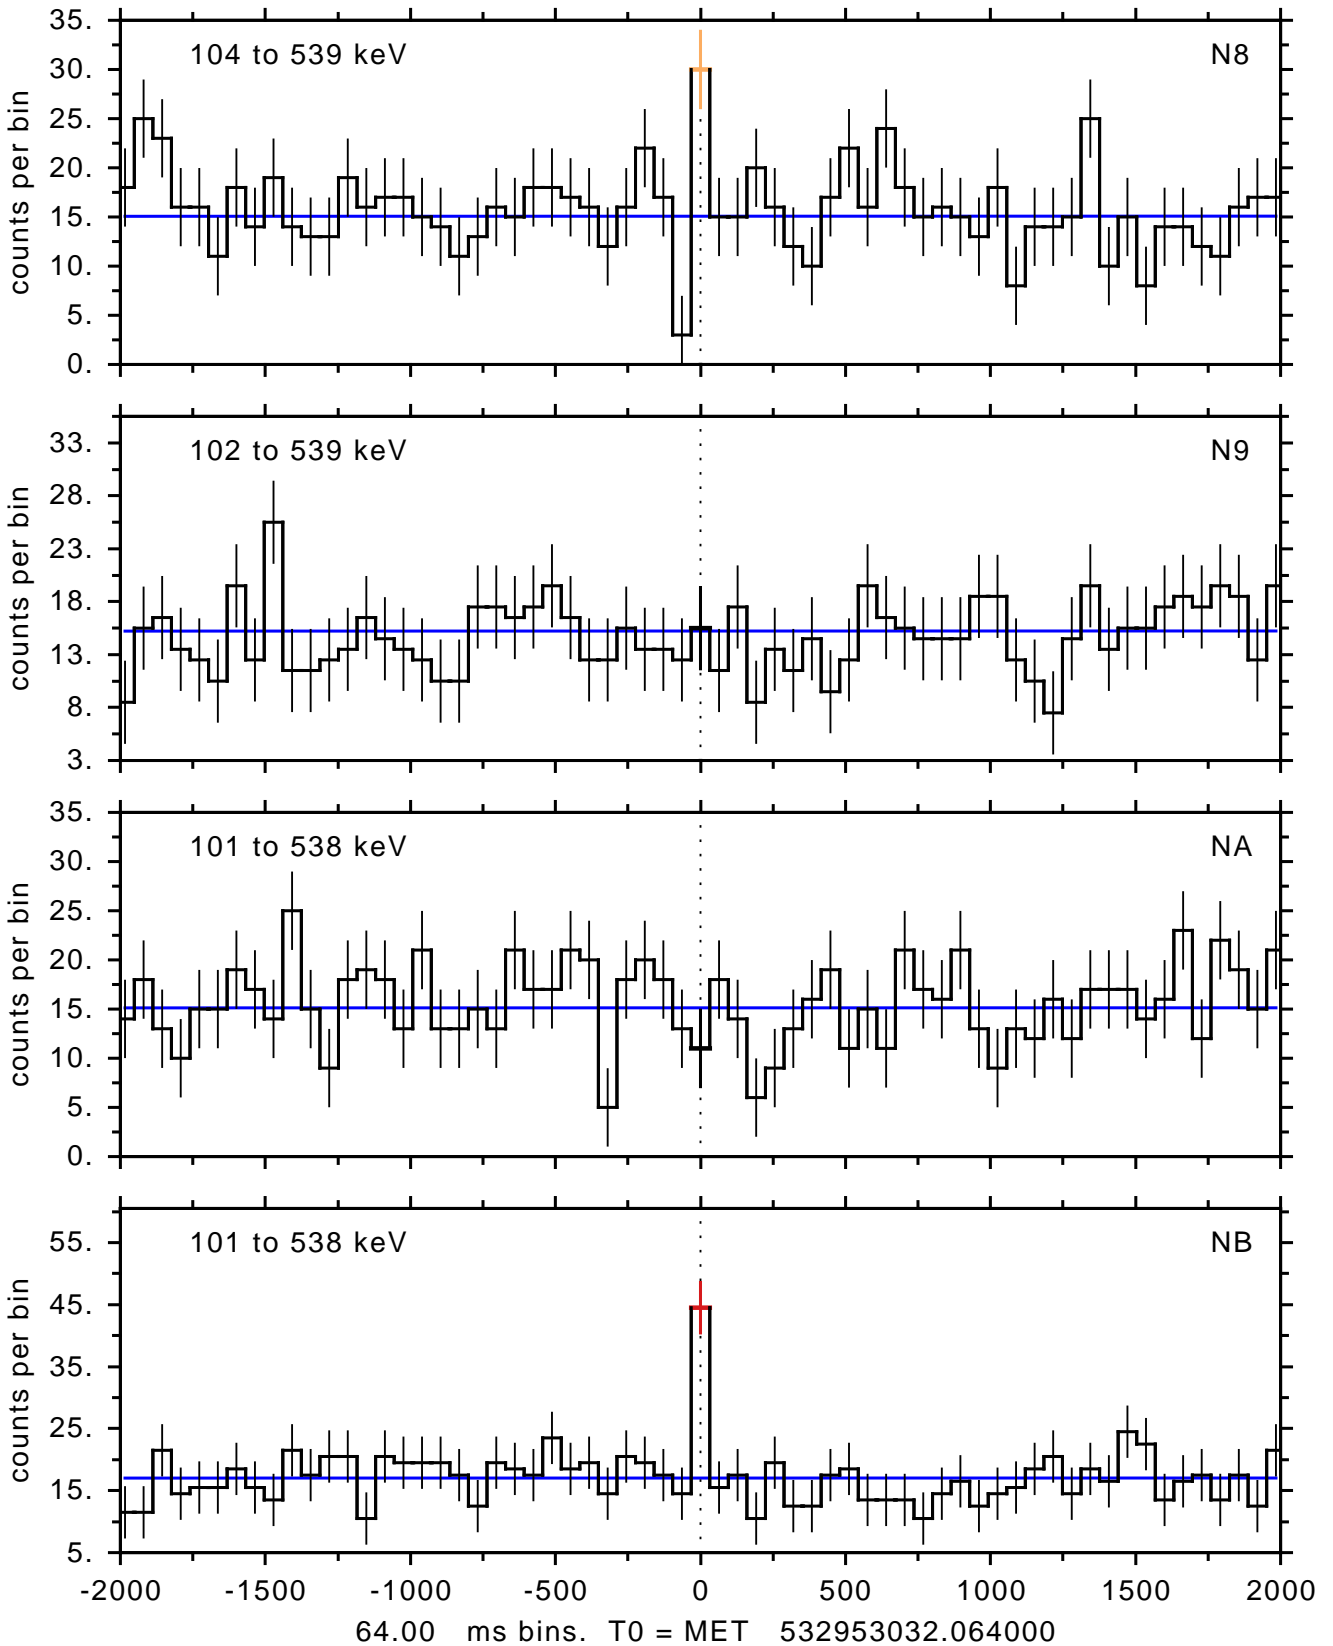 35.
104 to 539 keV N8
30.
25.
20.
15.
10.
5.
0.
counts per bin
33.
102 to 539 keV N9
28.
23.
18.
13.
8.
3.
counts per bin
35.
101 to 538 keV NA
30.
25.
20.
15.
10.
5.
0.
counts per bin
55.
101 to 538 keV NB
45.
35.
25.
15.
5.
counts per bin
-2000 -1500 -1000 -500 0 500 1000 1500 2000
64.00 ms bins. T0 = MET 532953032.064000